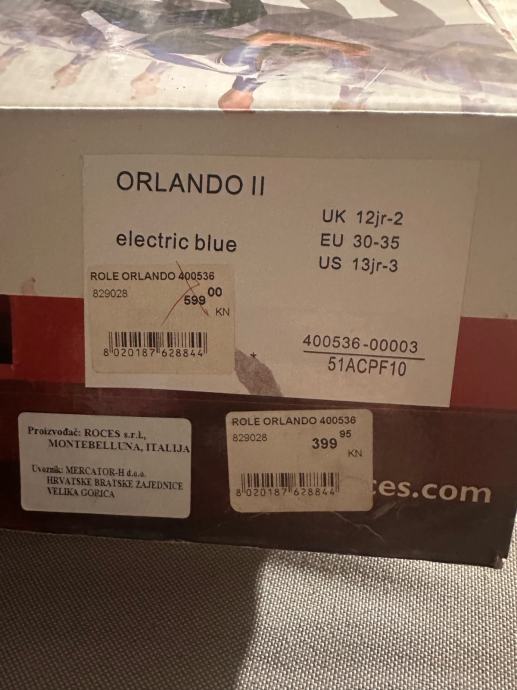 ORLANDO II
electric blue
UK 12jr-2
EU 30-35
US 13jr-3
ROLE ORLANDO 400536
829028
599 00
KN
8 020187 628844
400536-00003
51ACPF10
*
Proizvođač: ROCES s.r.l.,
MONTEBELLUNA, ITALIJA
Uvoznik: MERCATOR-H d.o.o.
HRVATSKE BRATSKE ZAJEDNICE
VELIKA GORICA
ROLE ORLANDO 400536
829028
399 95
KN
8 020187 628844
ces.com